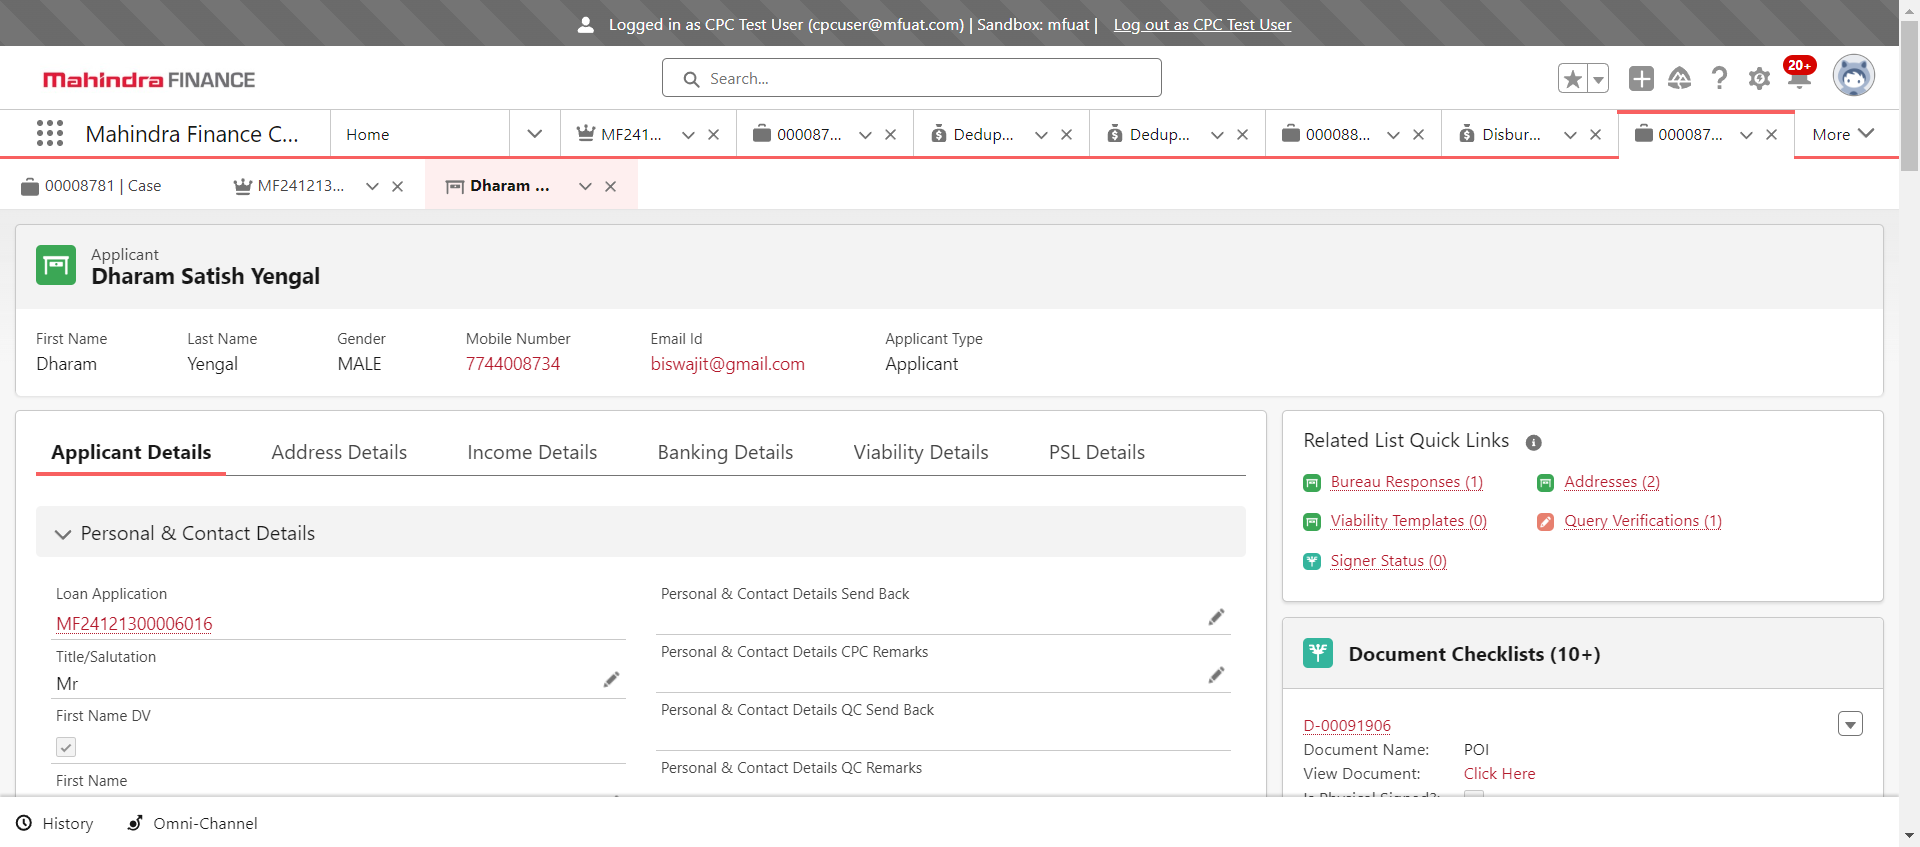 Logged in as CPC Test User (cpcuser@mfuat.com) | Sandbox: mfuat | Log out as CPC Test User
Mahindra FINANCE
Search...
20+
Mahindra Finance C...
Home
MF241...
000087...
Dedup...
Dedup...
000088...
Disbur...
000087...
More
00008781 | Case
MF241213...
Dharam ...
Applicant
Dharam Satish Yengal
First Name
Last Name
Gender
Mobile Number
Email Id
Applicant Type
Dharam
Yengal
MALE
7744008734
biswajit@gmail.com
Applicant
Applicant Details
Address Details
Income Details
Banking Details
Viability Details
PSL Details
Personal & Contact Details
Loan Application
MF24121300006016
Title/Salutation
Mr
First Name DV
First Name
Personal & Contact Details Send Back
Personal & Contact Details CPC Remarks
Personal & Contact Details QC Send Back
Personal & Contact Details QC Remarks
Related List Quick Links
Bureau Responses (1)
Addresses (2)
Viability Templates (0)
Query Verifications (1)
Signer Status (0)
Document Checklists (10+)
D-00091906
Document Name: POI
View Document: Click Here
Is Physical Signed?:
History
Omni-Channel